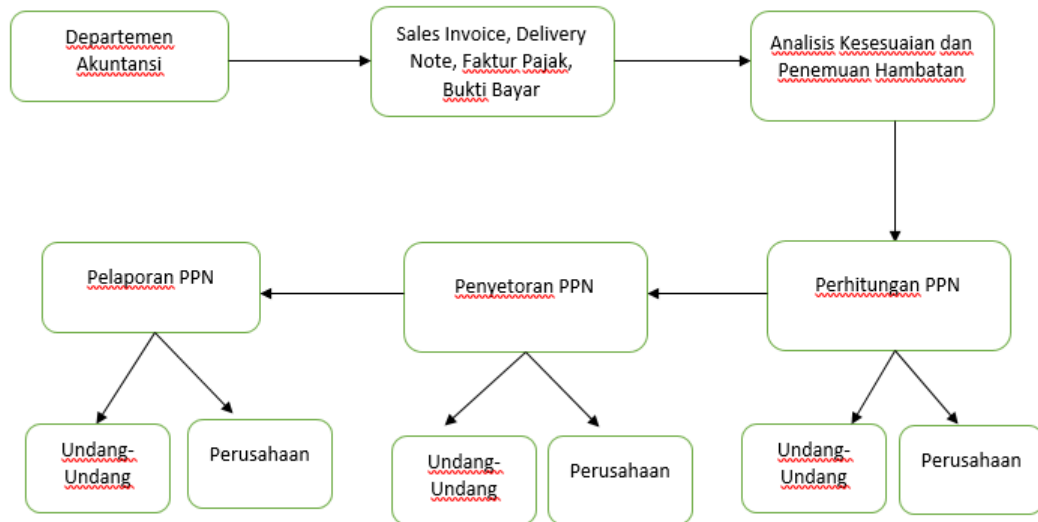 Departemen
Akuntansi
Sales Invoice, Delivery
Note, Faktur Pajak,
Bukti Bayar
Analisis Kesesuaian dan
Penemuan Hambatan
Pelaporan PPN
Penyetoran PPN
Perhitungan PPN
Undang-
Undang
Perusahaan
Undang-
Undang
Perusahaan
Undang-
Undang
Perusahaan